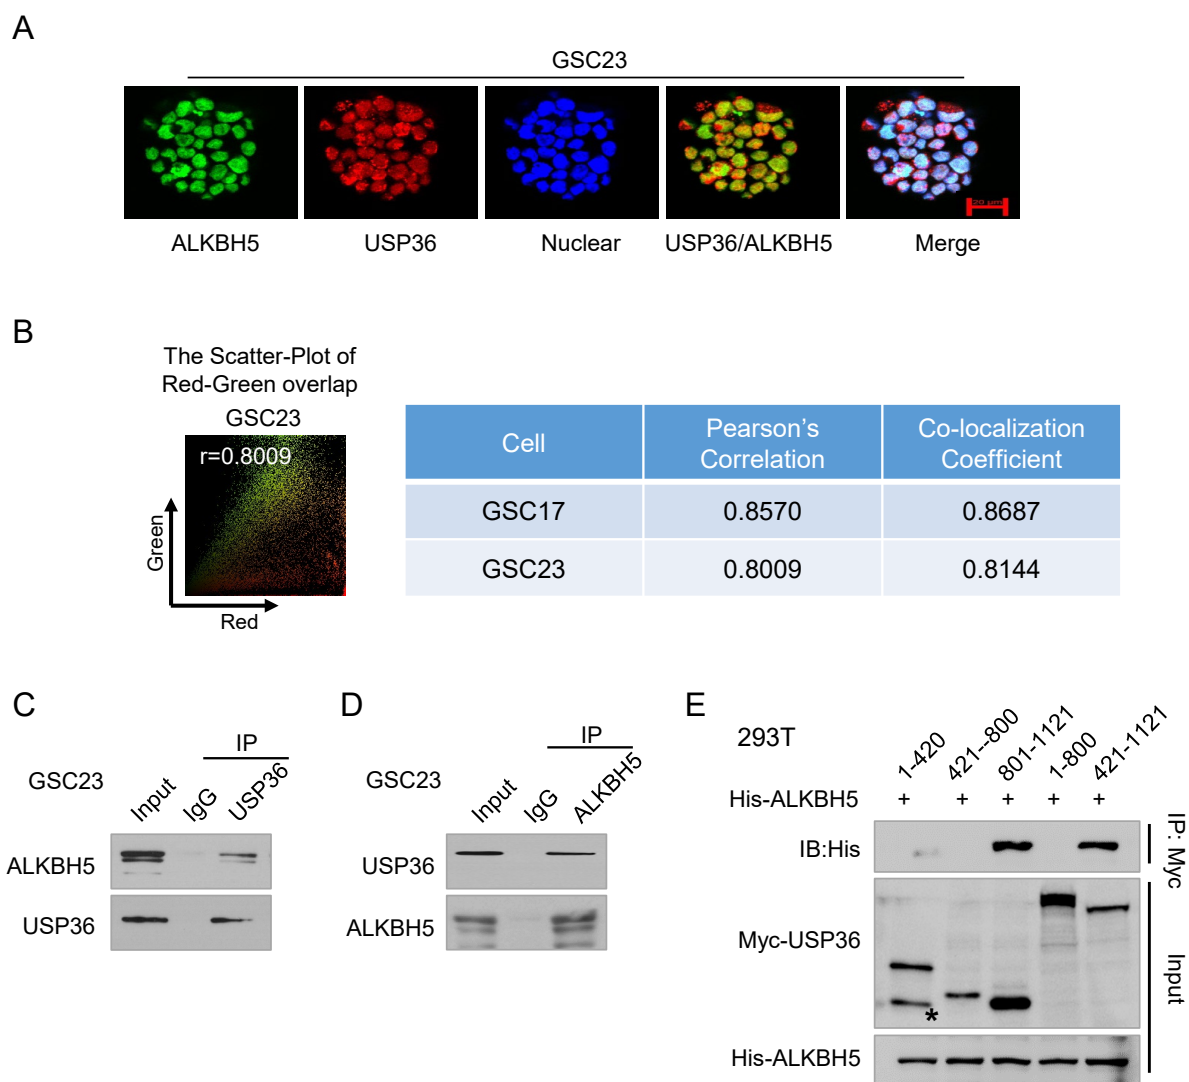 A
GSC23
20 μm
ALKBH5
USP36
Nuclear
USP36/ALKBH5
Merge
B
The Scatter-Plot of
Red-Green overlap
GSC23
r=0.8009
Green
Red
Cell
Pearson's
Correlation
Co-localization
Coefficient
GSC17
0.8570
0.8687
GSC23
0.8009
0.8144
C
IP
GSC23
Input
IgG
USP36
ALKBH5
USP36
D
IP
GSC23
Input
IgG
ALKBH5
USP36
ALKBH5
E
293T
1-420
421--800
801-1121
1-800
421-1121
His-ALKBH5
+ + + + +
IB:His
IP: Myc
Myc-USP36
*
Input
His-ALKBH5